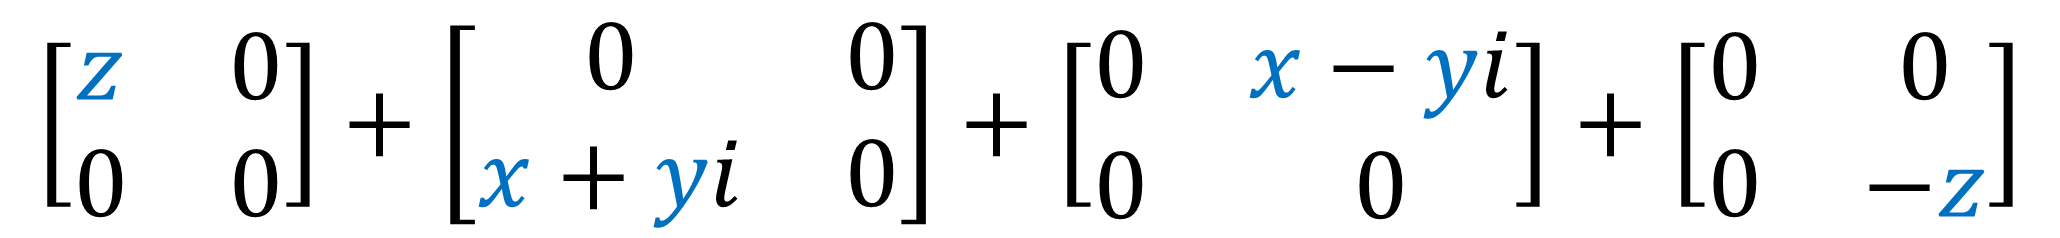 [z 0; 0 0] + [0 0; x + yi 0] + [0 x − yi; 0 0] + [0 0; 0 −z]